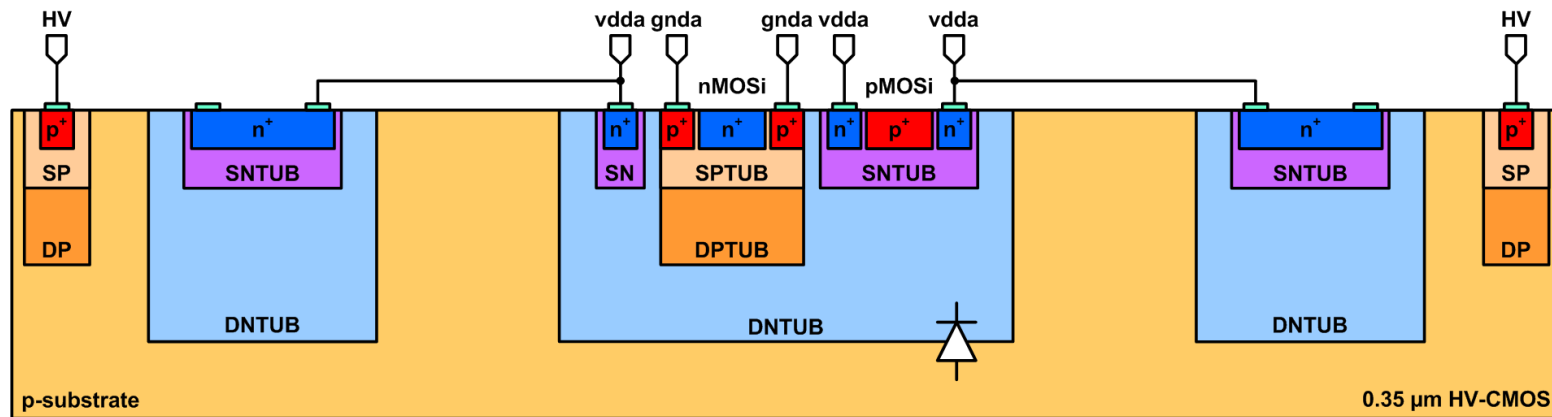 HV vdda gnda gnda vdda vdda HV
nMOSi pMOSi
p+ n+ n+ p+ n+ p+ n+ p+ n+ n+ p+
SP SNTUB SN SPTUB SNTUB SNTUB SP
DP DPTUB DP
DNTUB DNTUB DNTUB
p-substrate 0.35 µm HV-CMOS